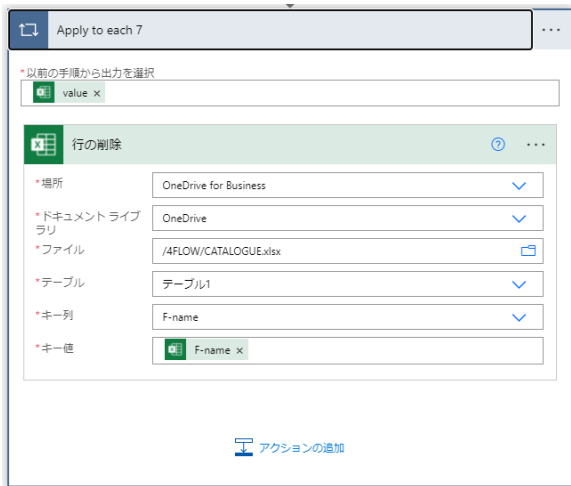 Apply to each 7
*以前の手順から出力を選択
value ×
行の削除
*場所
OneDrive for Business
*ドキュメント ライブ
ラリ
OneDrive
*ファイル
/4FLOW/CATALOGUE.xlsx
*テーブル
テーブル1
*キー列
F-name
*キー値
F-name ×
アクションの追加